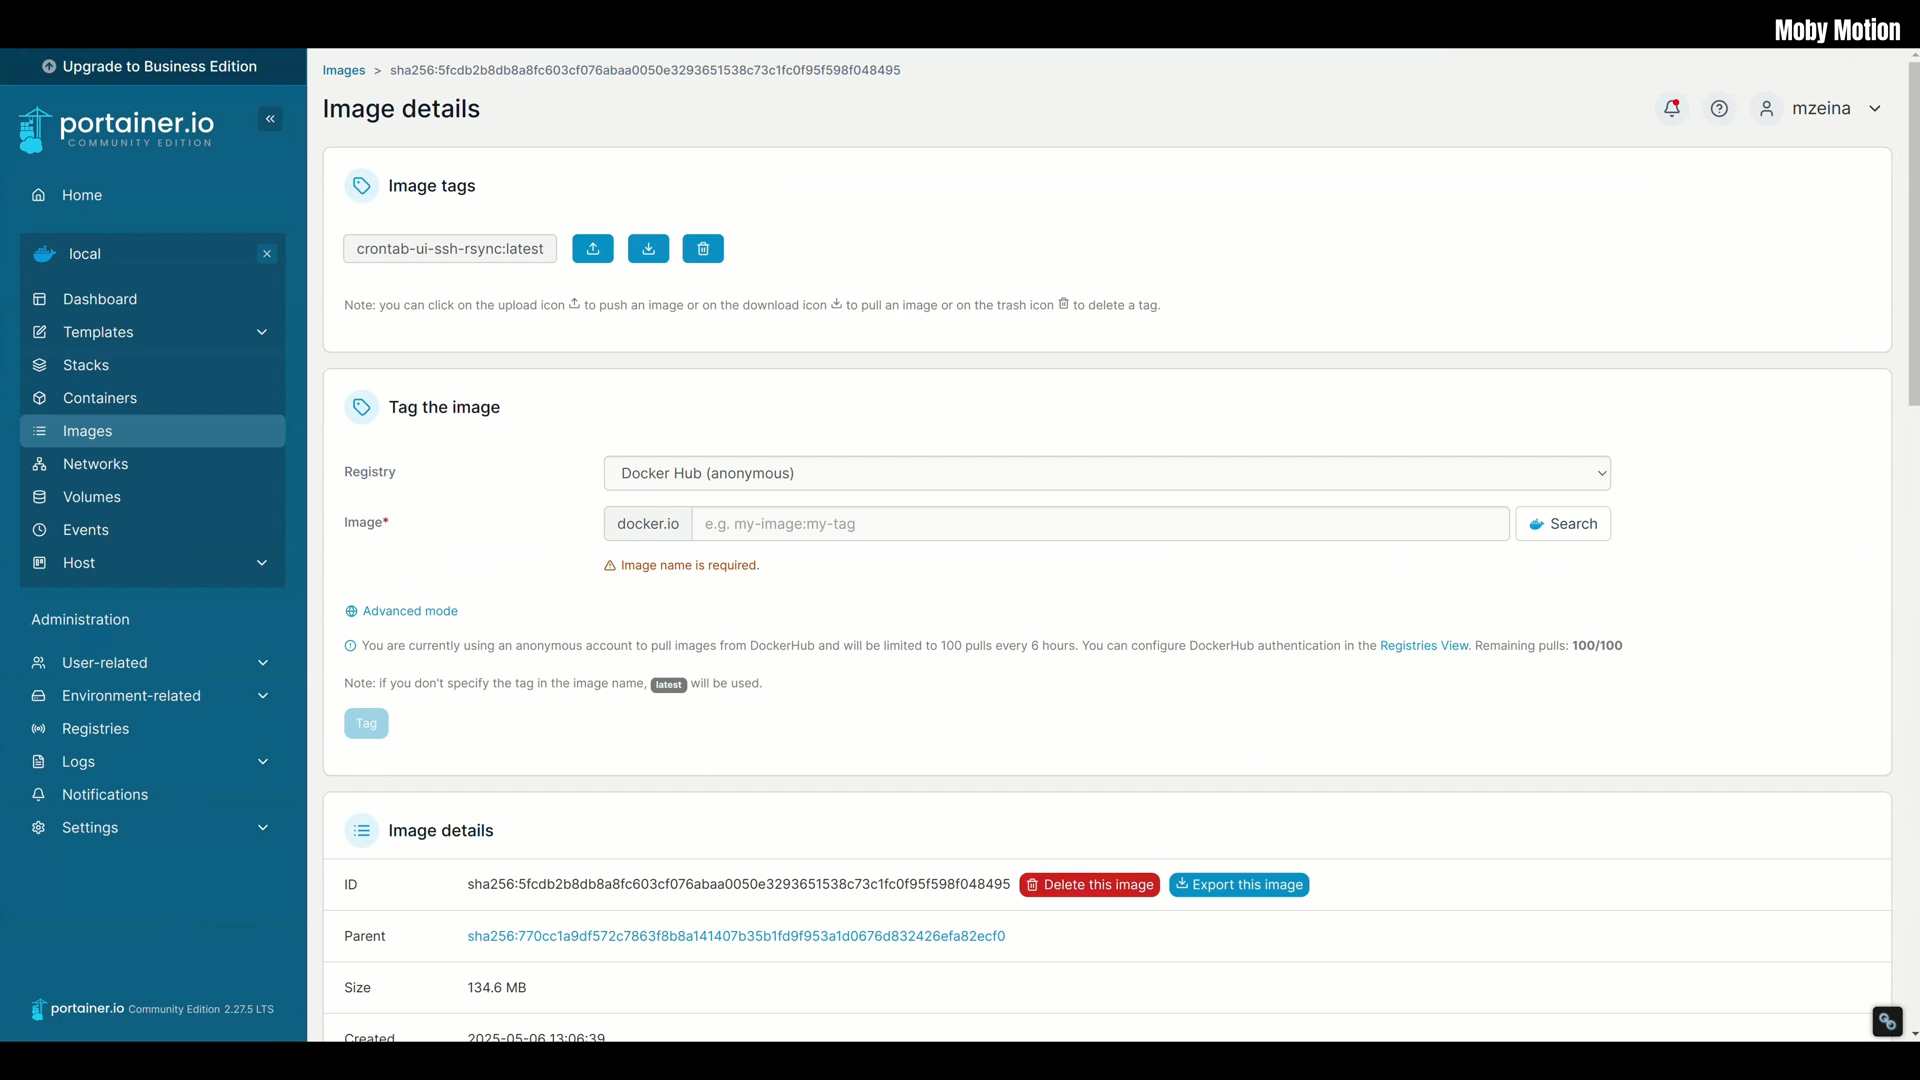 Moby Motion
Upgrade to Business Edition
portainer.io
COMMUNITY EDITION
Home
local
Dashboard
Templates
Stacks
Containers
Images
Networks
Volumes
Events
Host
Administration
User-related
Environment-related
Registries
Logs
Notifications
Settings
portainer.io Community Edition 2.27.5 LTS
Images > sha256:5fcdb2b8db8a8fc603cf076abaa0050e3293651538c73c1fc0f95f598f048495
Image details
mzeina
Image tags
crontab-ui-ssh-rsync:latest
Note: you can click on the upload icon to push an image or on the download icon to pull an image or on the trash icon to delete a tag.
Tag the image
Registry
Docker Hub (anonymous)
Image*
docker.io
e.g. my-image:my-tag
Search
Image name is required.
Advanced mode
You are currently using an anonymous account to pull images from DockerHub and will be limited to 100 pulls every 6 hours. You can configure DockerHub authentication in the Registries View. Remaining pulls: 100/100
Note: if you don't specify the tag in the image name, latest will be used.
Tag
Image details
ID sha256:5fcdb2b8db8a8fc603cf076abaa0050e3293651538c73c1fc0f95f598f048495 Delete this image Export this image
Parent sha256:770cc1a9df572c7863f8b8a141407b35b1fd9f953a1d0676d832426efa82ecf0
Size 134.6 MB
Created 2025-05-06 13:06:39